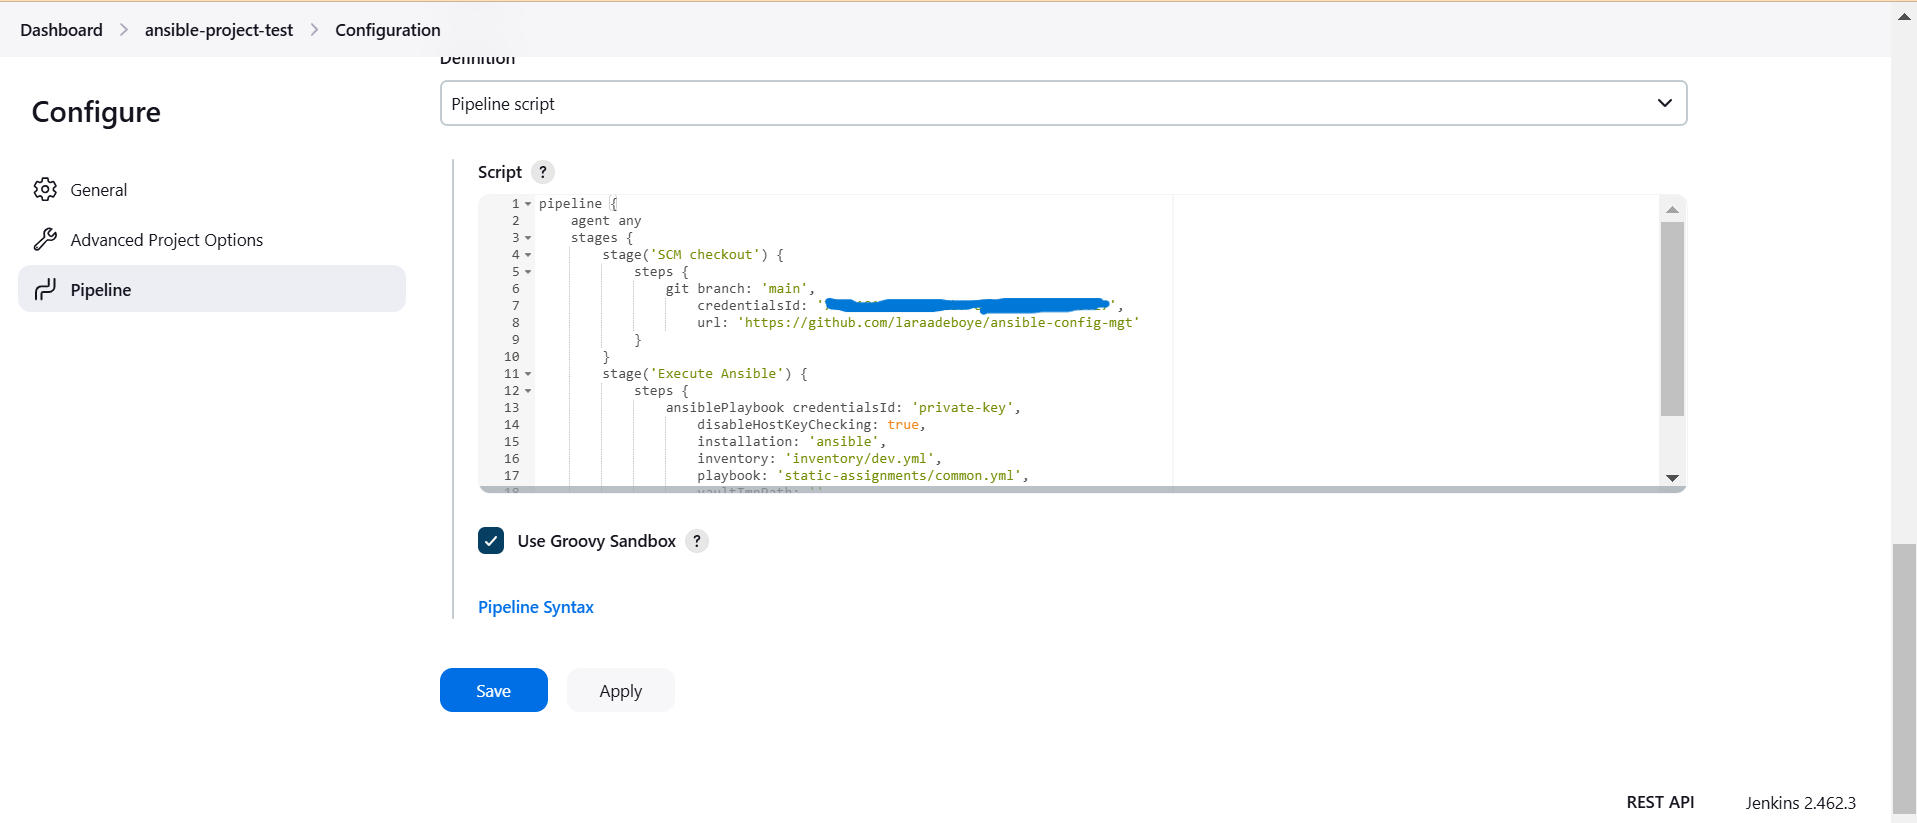 Dashboard > ansible-project-test > Configuration
Definition
Configure
Pipeline script
General
Advanced Project Options
Pipeline
Script ?
1 pipeline {
2     agent any
3     stages {
4         stage('SCM checkout') {
5             steps {
6                 git branch: 'main',
7                     credentialsId: '',
8                     url: 'https://github.com/laraadeboye/ansible-config-mgt'
9             }
10         }
11         stage('Execute Ansible') {
12             steps {
13                 ansiblePlaybook credentialsId: 'private-key',
14                     disableHostKeyChecking: true,
15                     installation: 'ansible',
16                     inventory: 'inventory/dev.yml',
17                     playbook: 'static-assignments/common.yml',
18                     vaultTmpPath: ''
Use Groovy Sandbox ?
Pipeline Syntax
Save
Apply
REST API
Jenkins 2.462.3